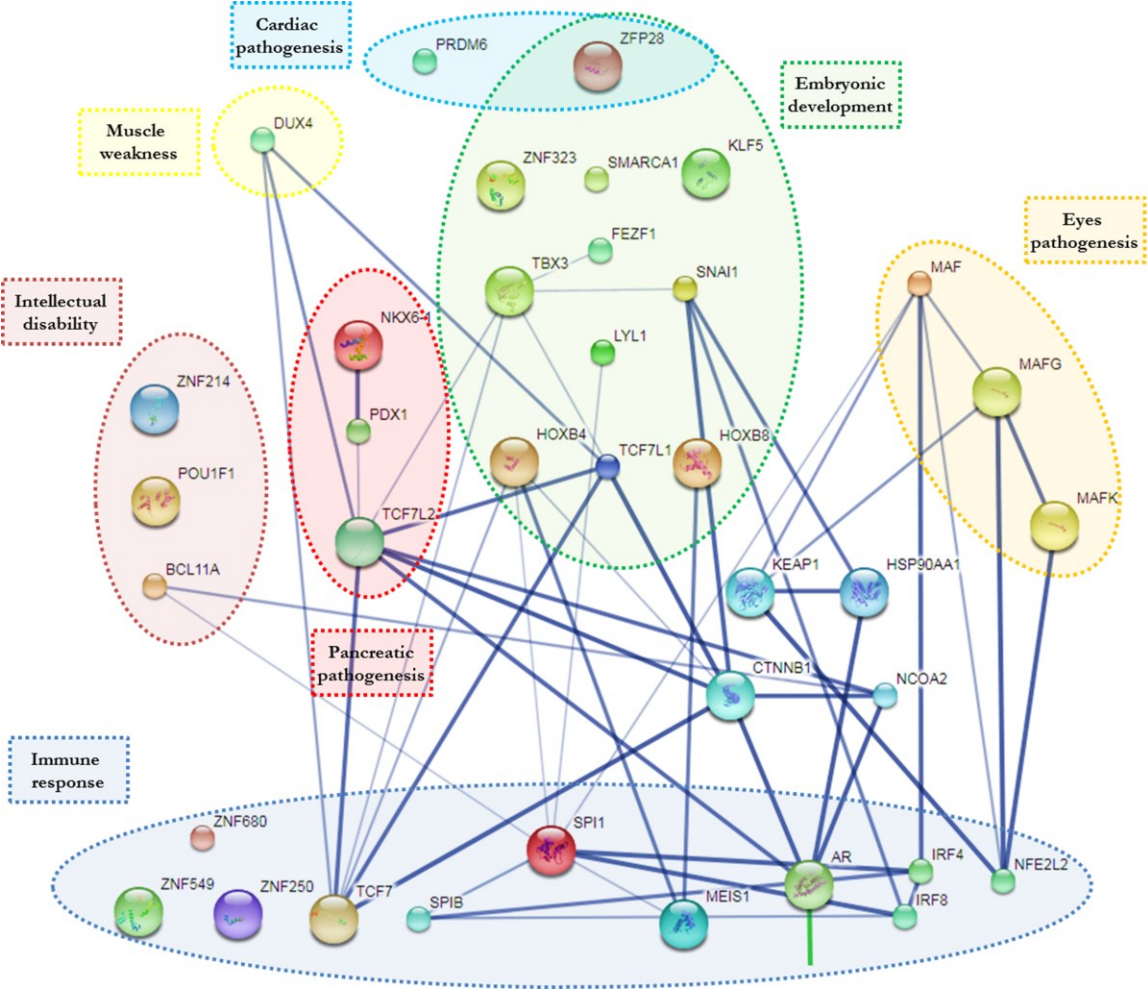 Cardiac
pathogenesis
PRDM6
ZFP28
Embryonic
development
DUX4
Muscle
weakness
ZNF323
SMARCA1
KLF5
FEZF1
TBX3
SNAI1
Eyes
pathogenesis
MAF
Intellectual
disability
NKX6-1
LYL1
MAFG
ZNF214
PDX1
HOXB4
TCF7L1
HOXB8
POU1F1
TCF7L2
MAFK
BCL11A
KEAP1
HSP90AA1
Pancreatic
pathogenesis
CTNNB1
NCOA2
Immune
response
ZNF680
SPI1
AR
IRF4
NFE2L2
ZNF549
ZNF250
TCF7
SPIB
MEIS1
IRF8